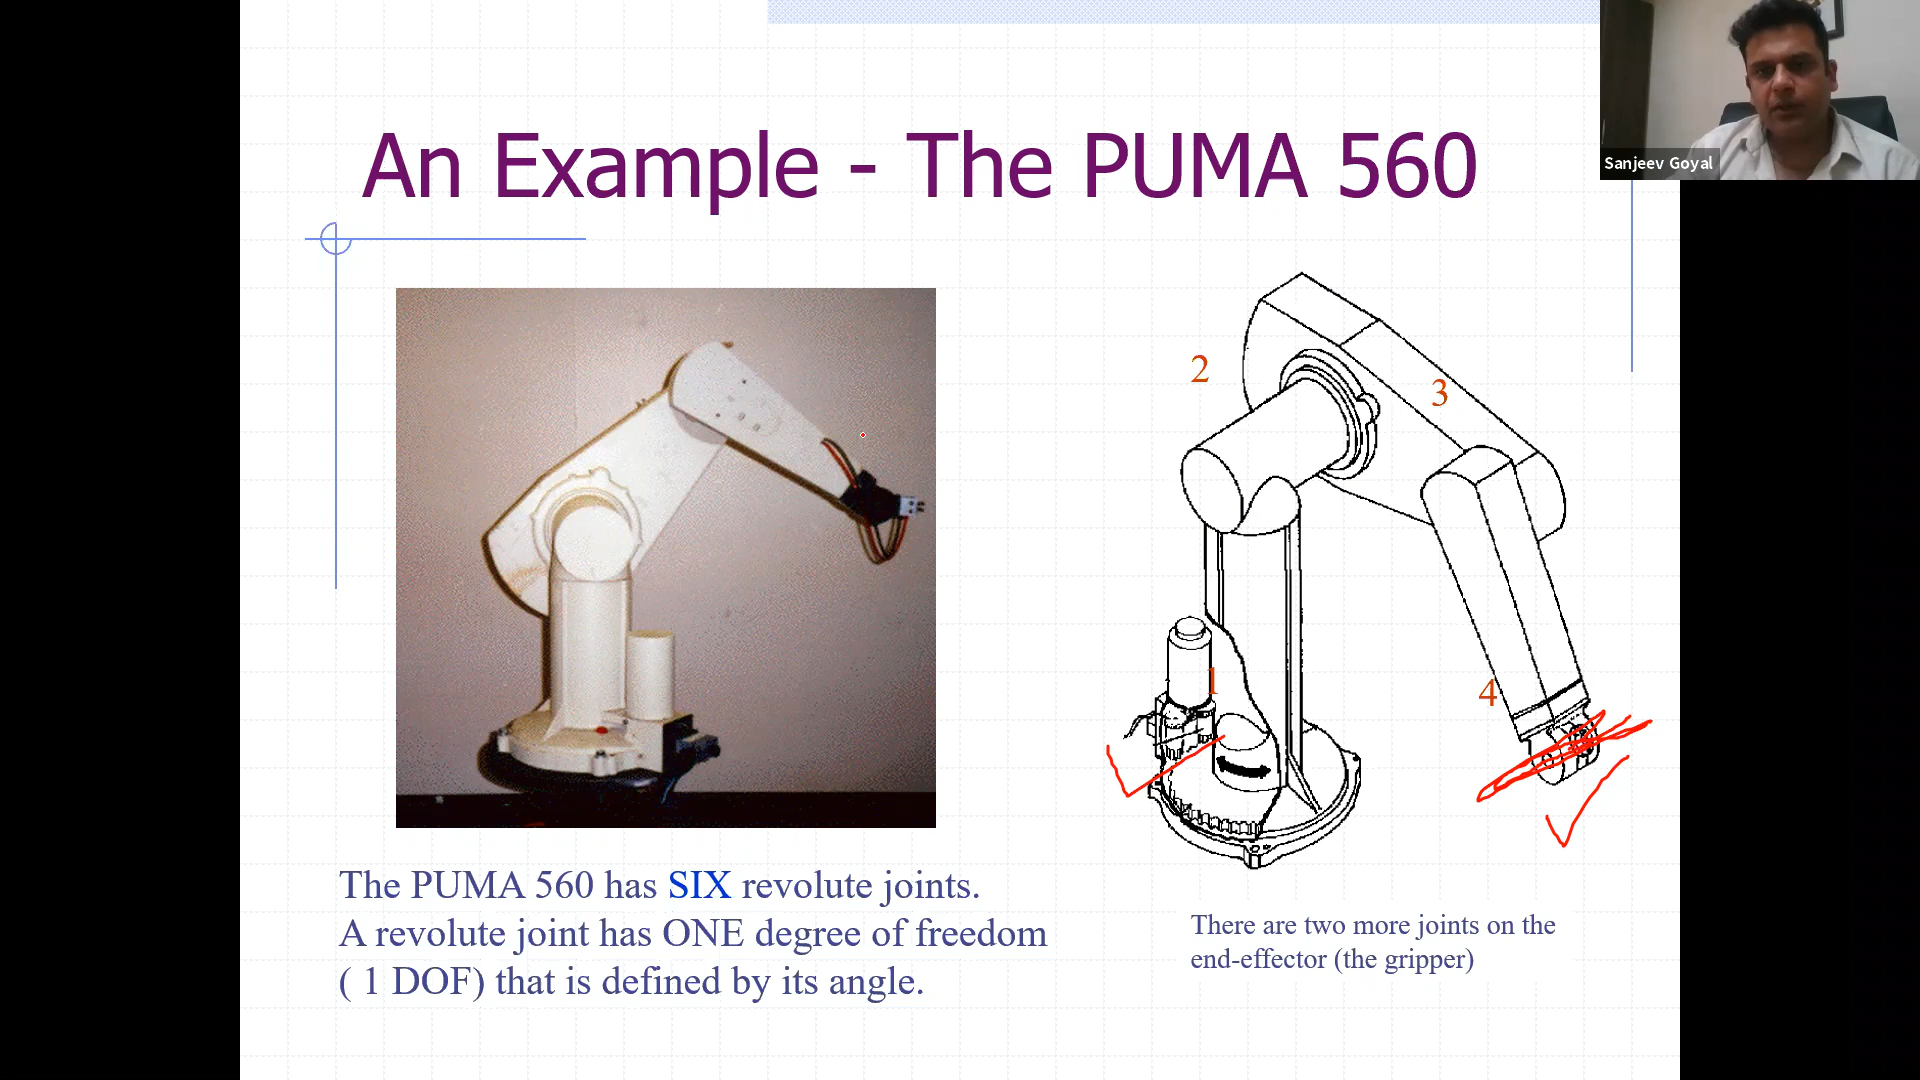 An Example - The PUMA 560
Sanjeev Goyal
2
3
1
4
The PUMA 560 has SIX revolute joints.
A revolute joint has ONE degree of freedom
( 1 DOF) that is defined by its angle.
There are two more joints on the
end-effector (the gripper)